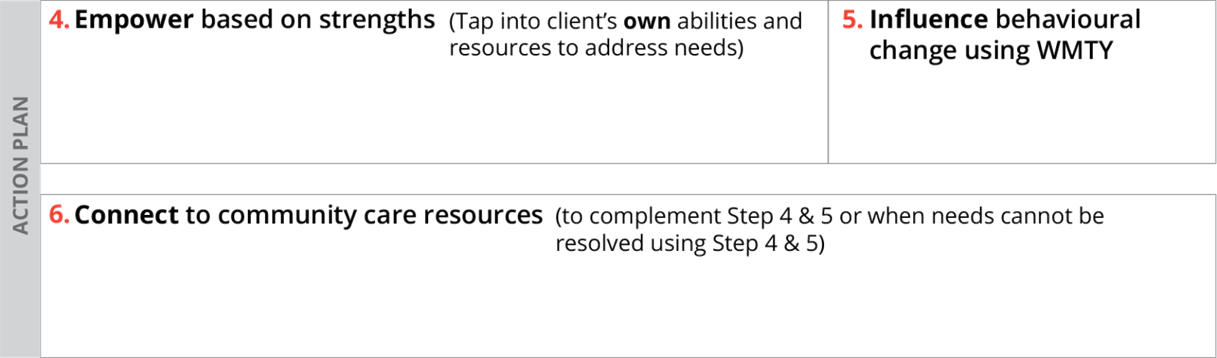 ACTION PLAN
4. Empower based on strengths (Tap into client's own abilities and
resources to address needs)
5. Influence behavioural
change using WMTY
6. Connect to community care resources (to complement Step 4 & 5 or when needs cannot be
resolved using Step 4 & 5)